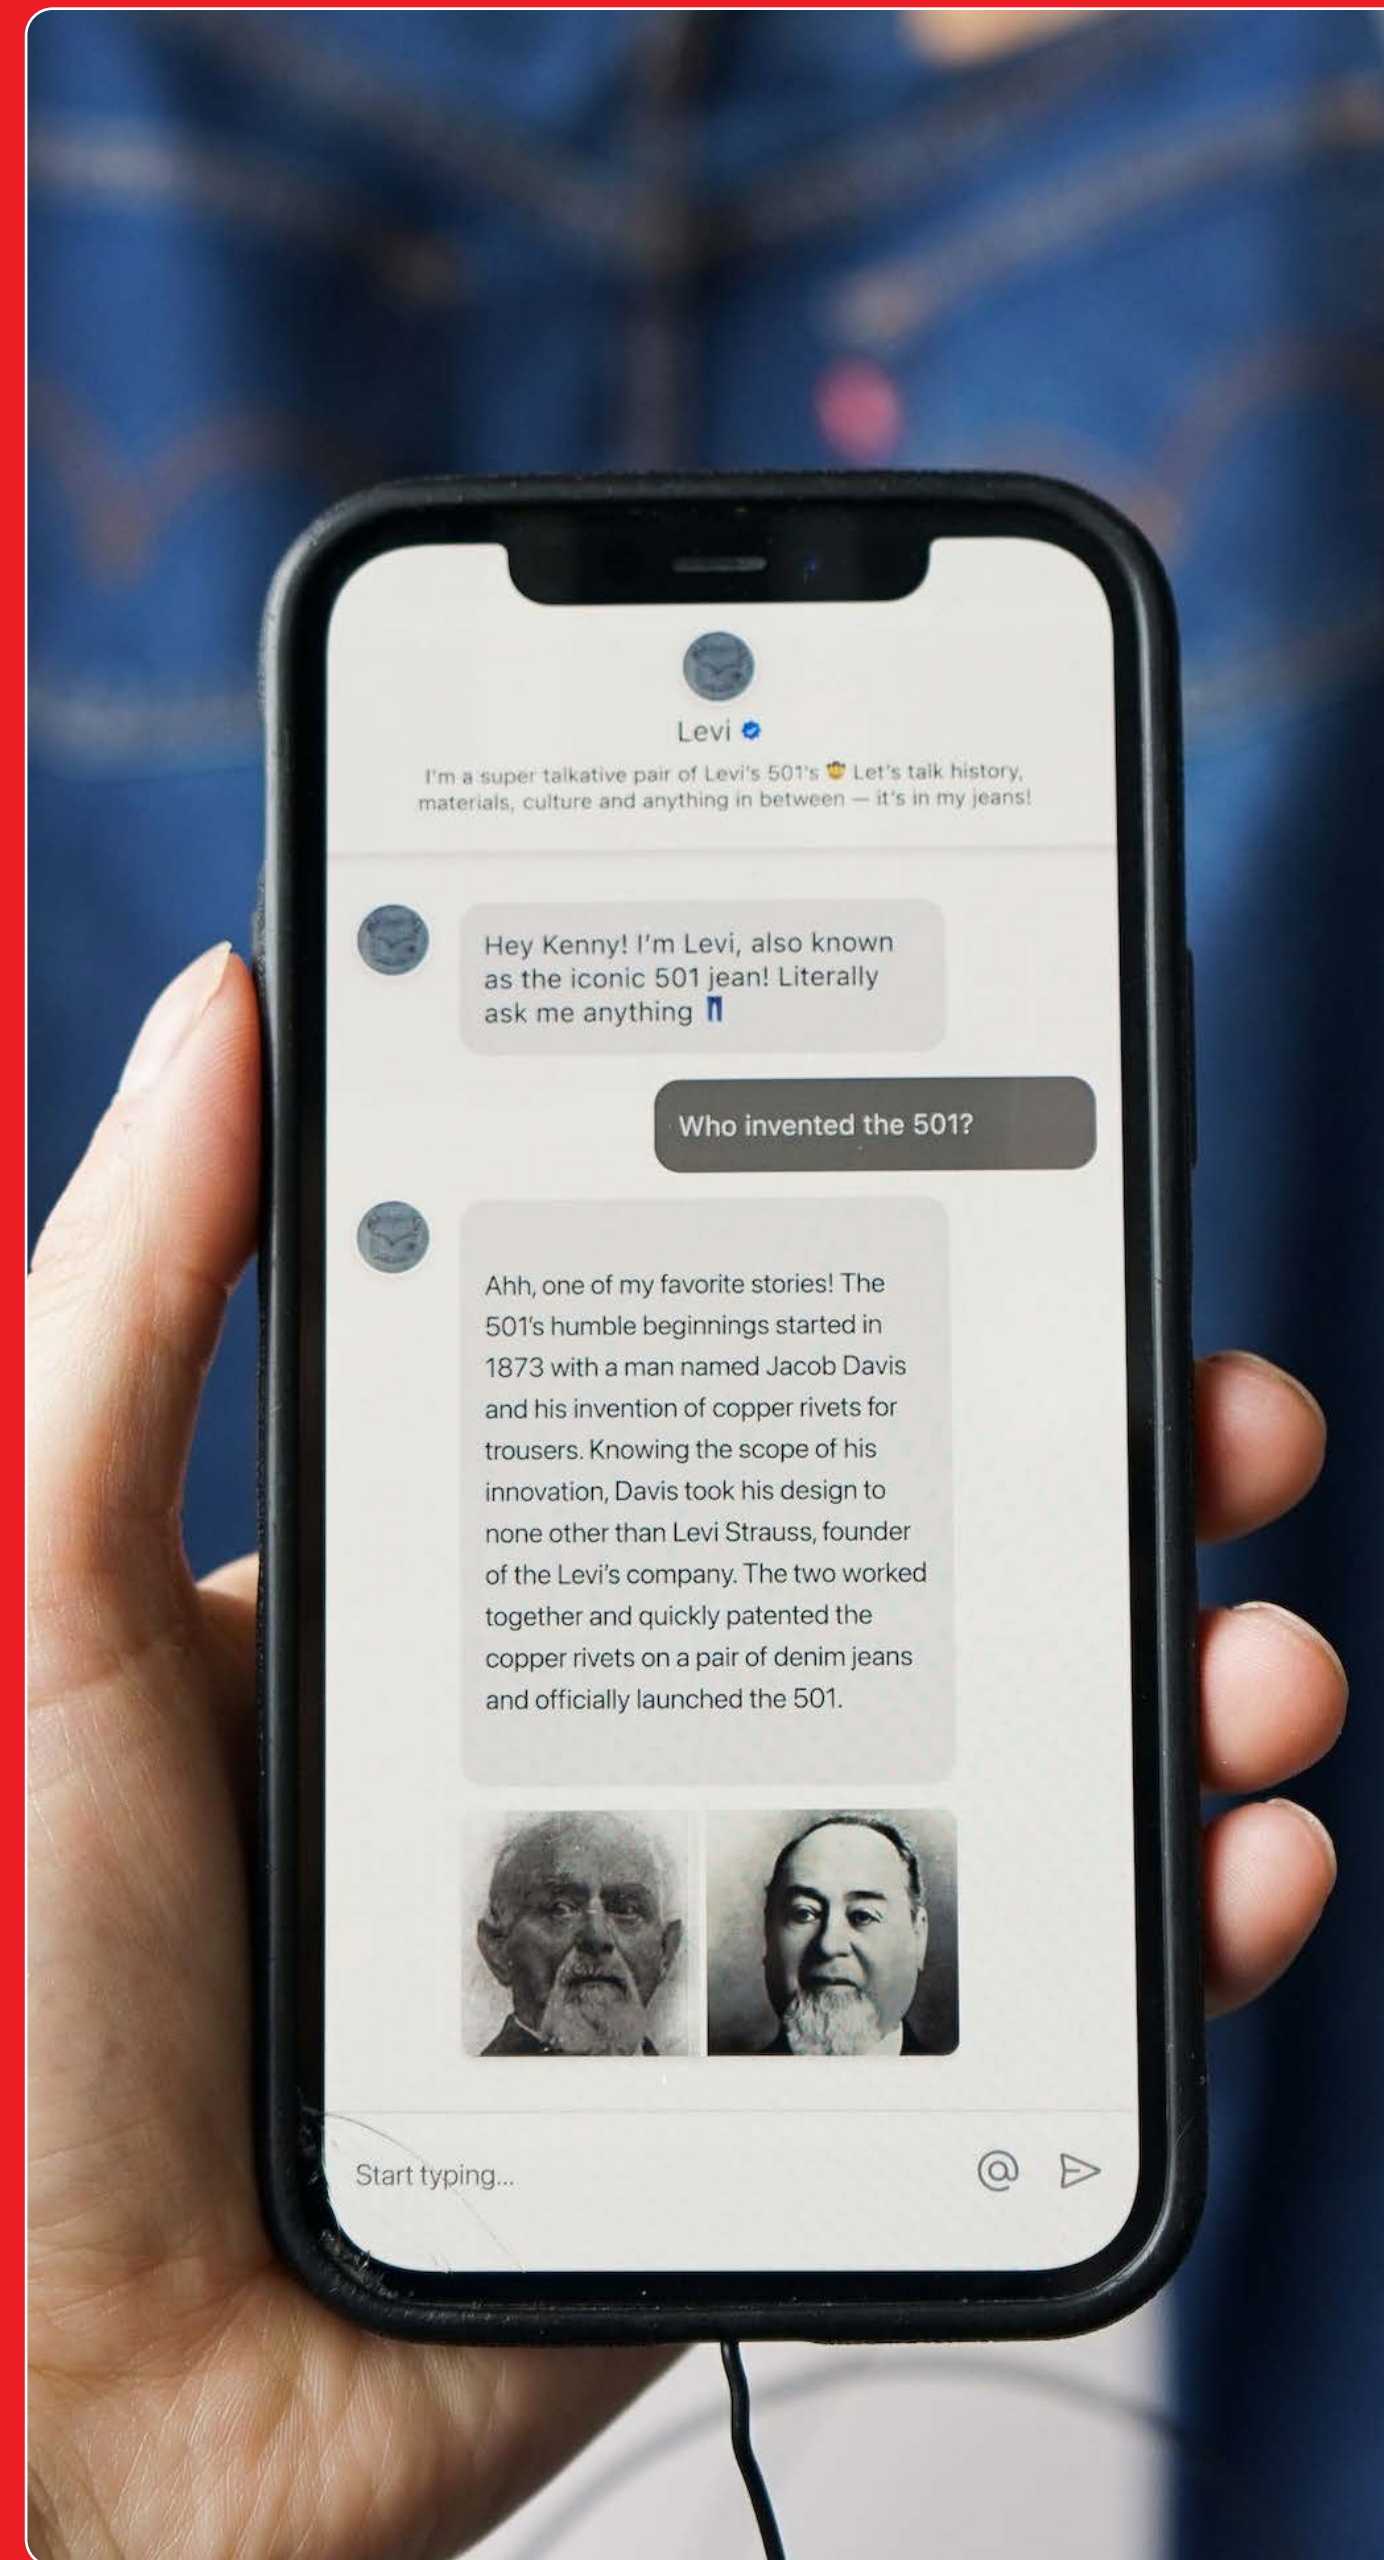 Levi
I'm a super talkative pair of Levi's 501's 🤠 Let's talk history,
materials, culture and anything in between — it's in my jeans!
Hey Kenny! I'm Levi, also known
as the iconic 501 jean! Literally
ask me anything 👖
Who invented the 501?
Ahh, one of my favorite stories! The
501's humble beginnings started in
1873 with a man named Jacob Davis
and his invention of copper rivets for
trousers. Knowing the scope of his
innovation, Davis took his design to
none other than Levi Strauss, founder
of the Levi's company. The two worked
together and quickly patented the
copper rivets on a pair of denim jeans
and officially launched the 501.
Start typing...